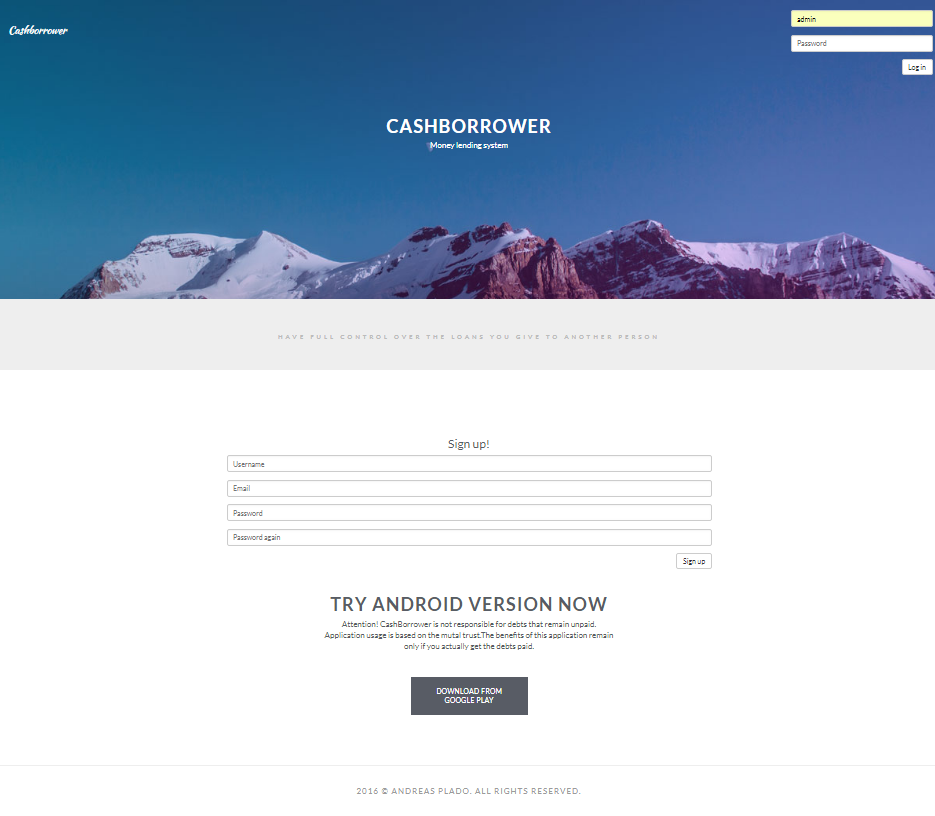 Cashborrower
admin
Password
Log in
CASHBORROWER
Money lending system
HAVE FULL CONTROL OVER THE LOANS YOU GIVE TO ANOTHER PERSON
Sign up!
Username
Email
Password
Password again
Sign up
TRY ANDROID VERSION NOW
Attention! CashBorrower is not responsible for debts that remain unpaid.
Application usage is based on the mutal trust.The benefits of this application remain
only if you actually get the debts paid.
DOWNLOAD FROM
GOOGLE PLAY
2016 © ANDREAS PLADO. ALL RIGHTS RESERVED.